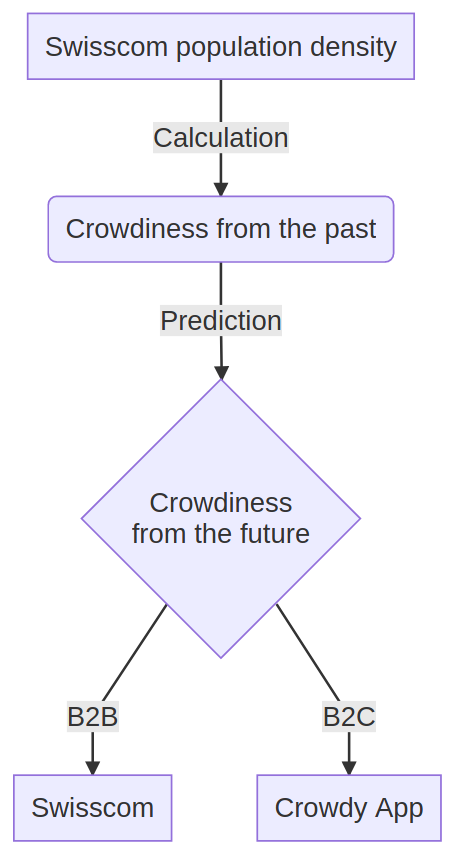 Swisscom population density
Calculation
Crowdiness from the past
Prediction
Crowdiness
from the future
B2B
B2C
Swisscom
Crowdy App